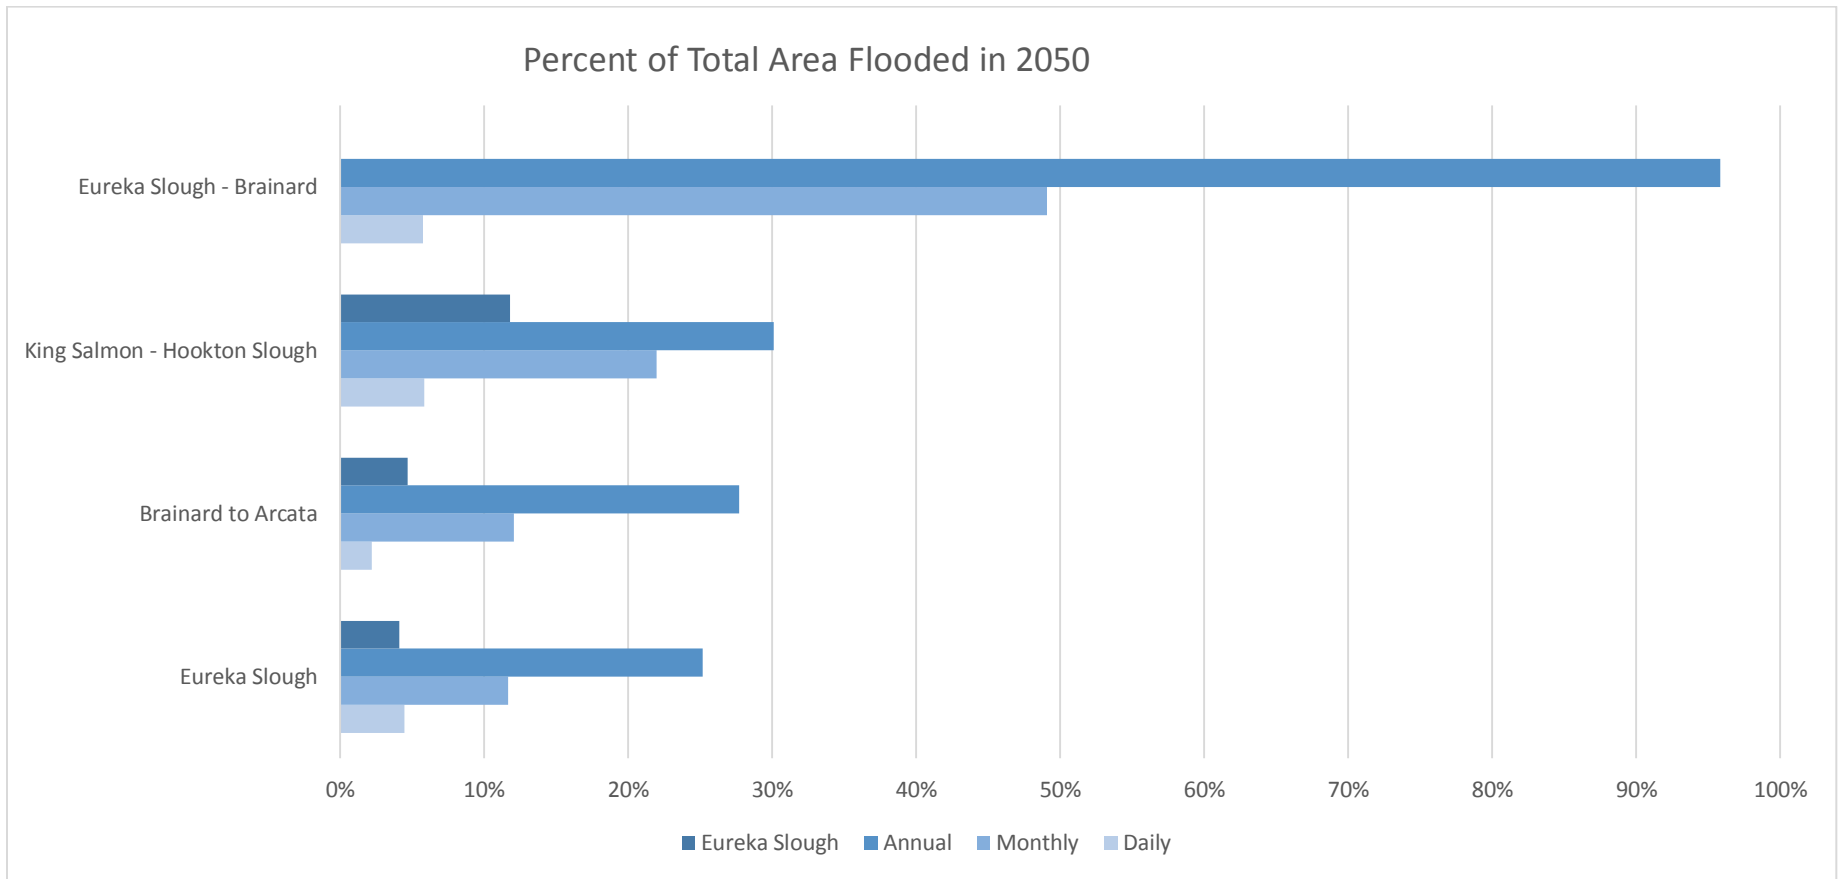 Percent of Total Area Flooded in 2050
Eureka Slough - Brainard
King Salmon - Hookton Slough
Brainard to Arcata
Eureka Slough
0% 10% 20% 30% 40% 50% 60% 70% 80% 90% 100%
Eureka Slough Annual Monthly Daily